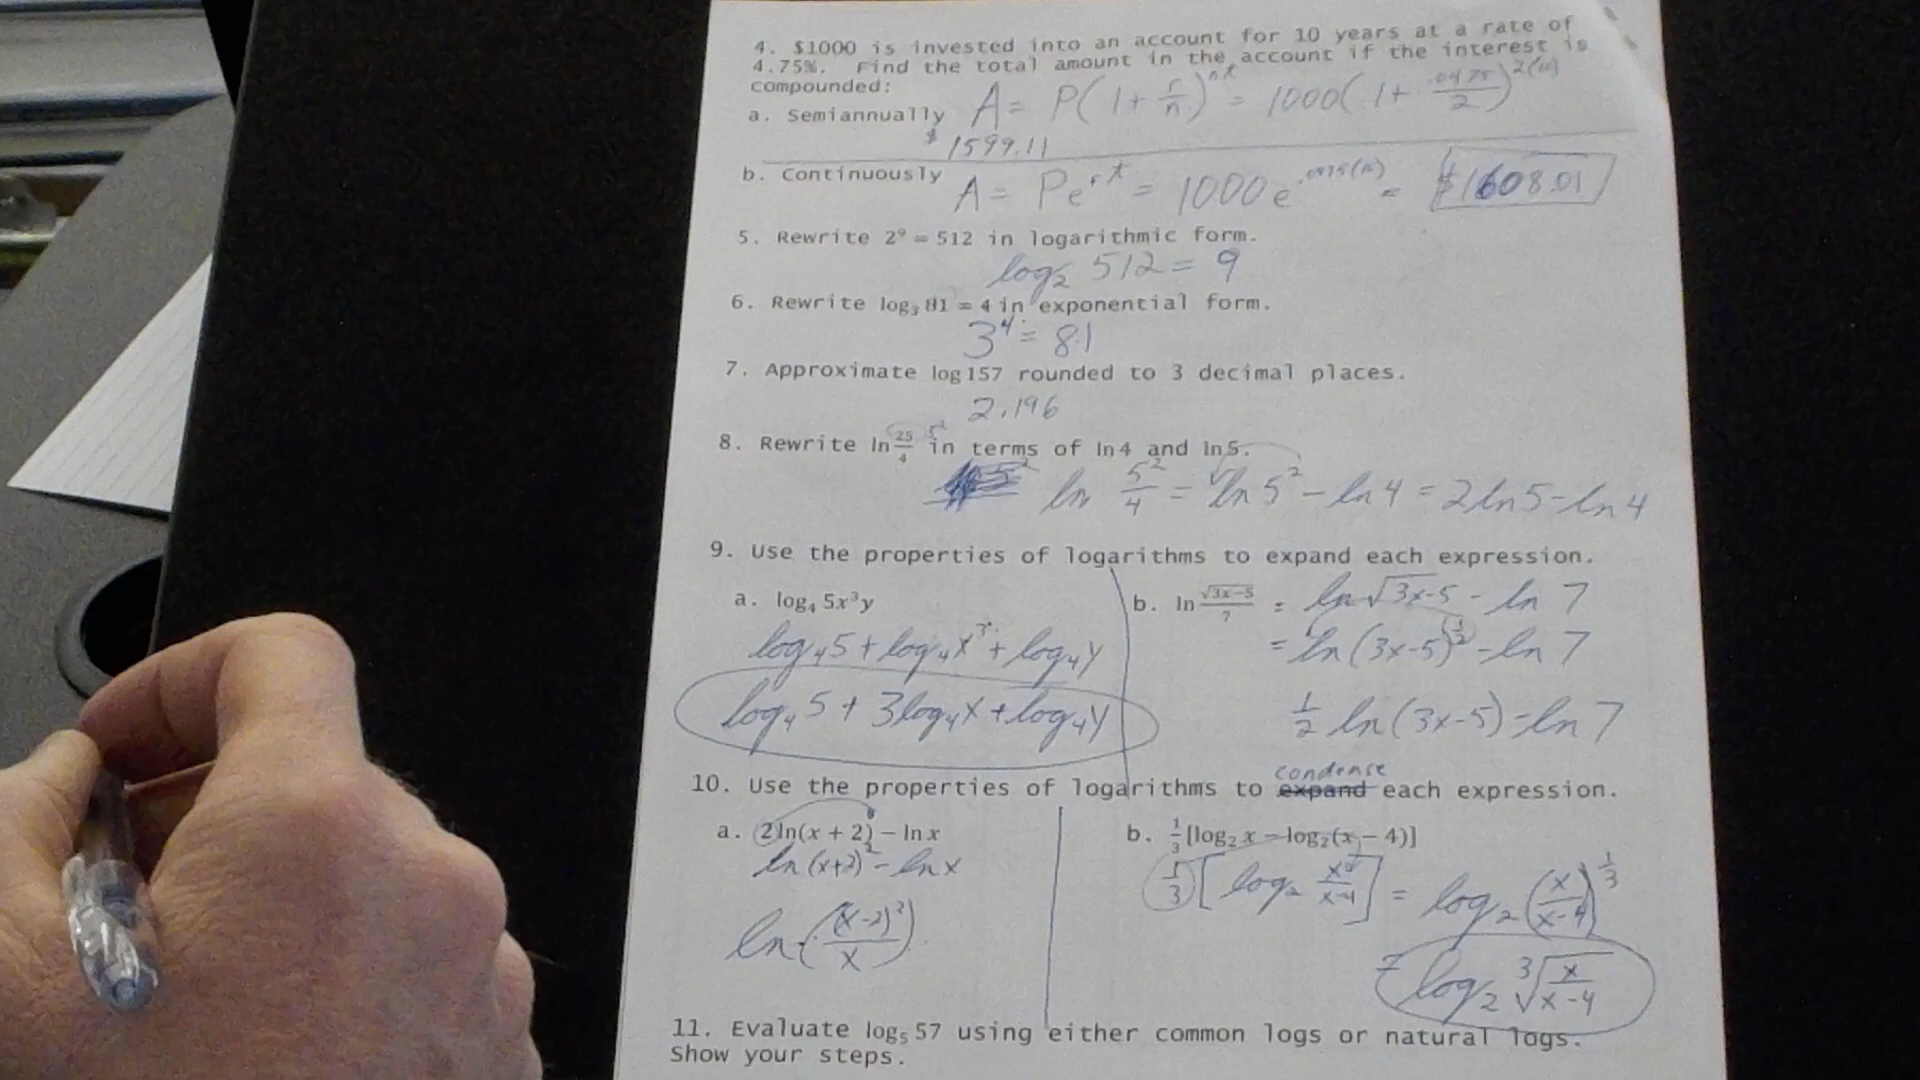 4. $1000 is invested into an account for 10 years at a rate of
4.75%. Find the total amount in the account if the interest is
compounded:
a. Semiannually A = P(1 + r/n)^nt = 1000(1 + .0475/2)^2(10)
$1599.11
b. Continuously A = Pe^rt = 1000e^.0475(10) = $1608.01
5. Rewrite 2⁹ = 512 in logarithmic form.
log₂ 512 = 9
6. Rewrite log₃ 81 = 4 in exponential form.
3⁴ = 81
7. Approximate log 157 rounded to 3 decimal places.
2.196
8. Rewrite ln 25/4 in terms of ln 4 and ln 5.
5²
ln 5²/4 = ln 5² - ln 4 = 2ln5 - ln 4
9. Use the properties of logarithms to expand each expression.
a. log₄ 5x³y
log₄5 + log₄x³ + log₄y
log₄5 + 3log₄x + log₄y
b. ln √(3x-5)/7 = ln √3x-5 - ln 7
= ln (3x-5)^1/2 - ln 7
1/2 ln (3x-5) - ln 7
condense
10. Use the properties of logarithms to expand each expression.
a. 2 ln(x + 2) − ln x
ln (x+2)² - ln x
ln ((x-2)²/x)
b. 1/3 [log₂ x − log₂(x − 4)]
1/3 [log₂ x/x-4] = log₂ (x/x-4)^1/3
= log₂ ³√(x/x-4)
11. Evaluate log₅ 57 using either common logs or natural logs.
Show your steps.